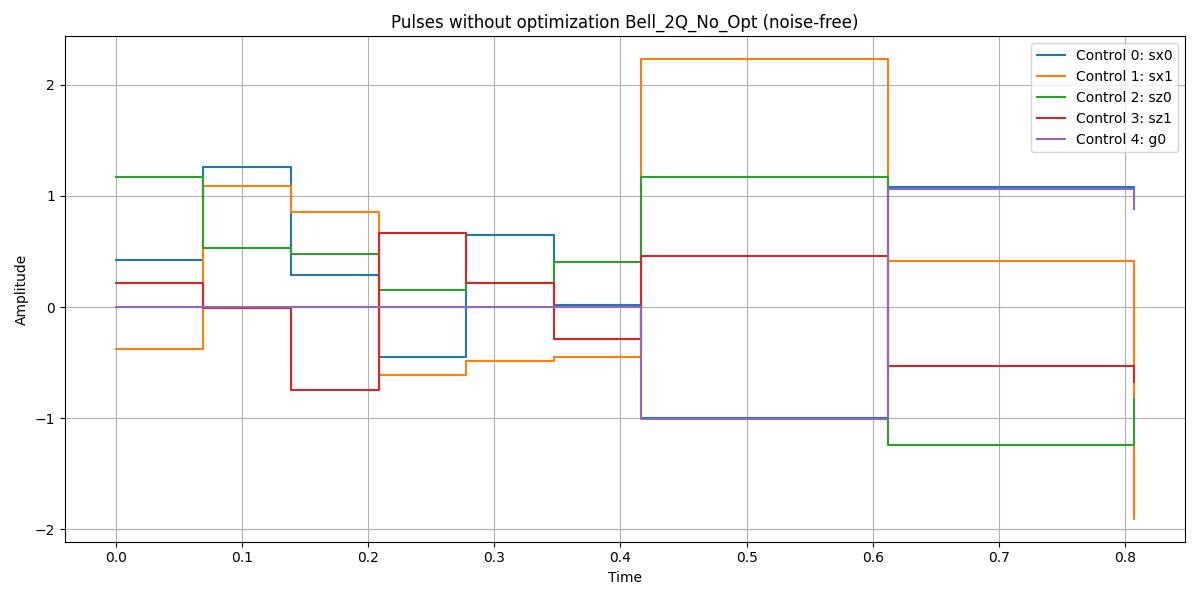 Pulses without optimization Bell_2Q_No_Opt (noise-free)
Control 0: sx0
Control 1: sx1
Control 2: sz0
Control 3: sz1
Control 4: g0
Amplitude
2
1
0
−1
−2
0.0 0.1 0.2 0.3 0.4 0.5 0.6 0.7 0.8
Time